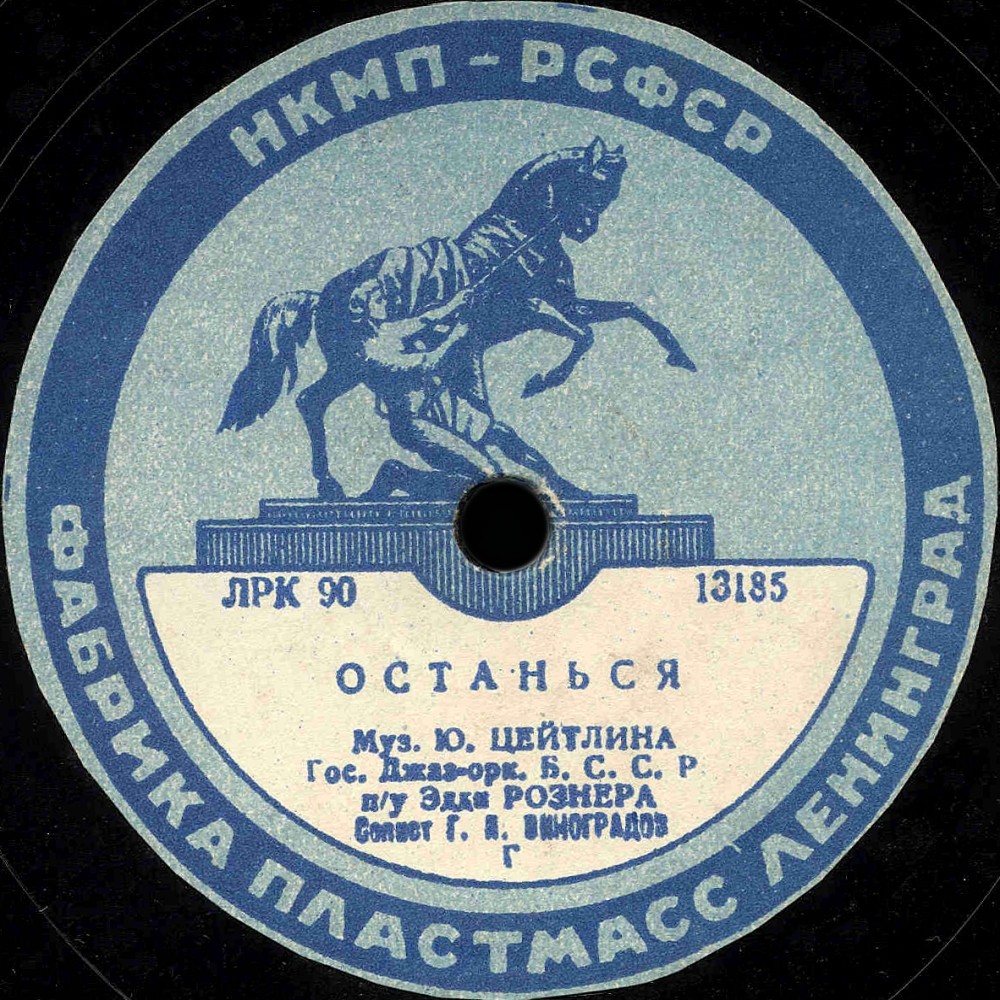 НКМП - РСФСР
ЛРК 90 13185
ОСТАНЬСЯ
Муз. Ю. ЦЕЙТЛИНА
Гос. Джаз-орк. Б. С. С. Р
п/у Эдди РОЗНЕРА
Солист Г. П. ВИНОГРАДОВ
Г
ФАБРИКА ПЛАСТМАСС ЛЕНИНГРАД